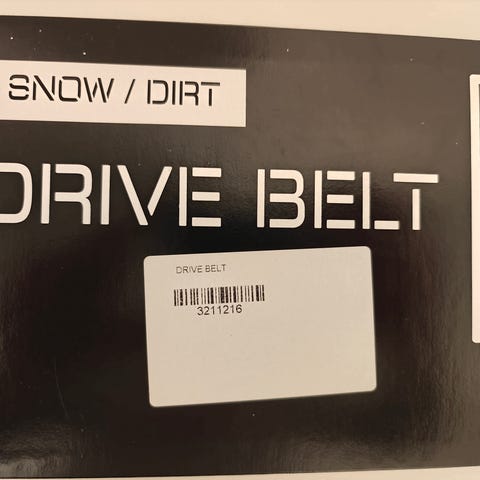 SNOW / DIRT
DRIVE BELT
DRIVE BELT
3211216